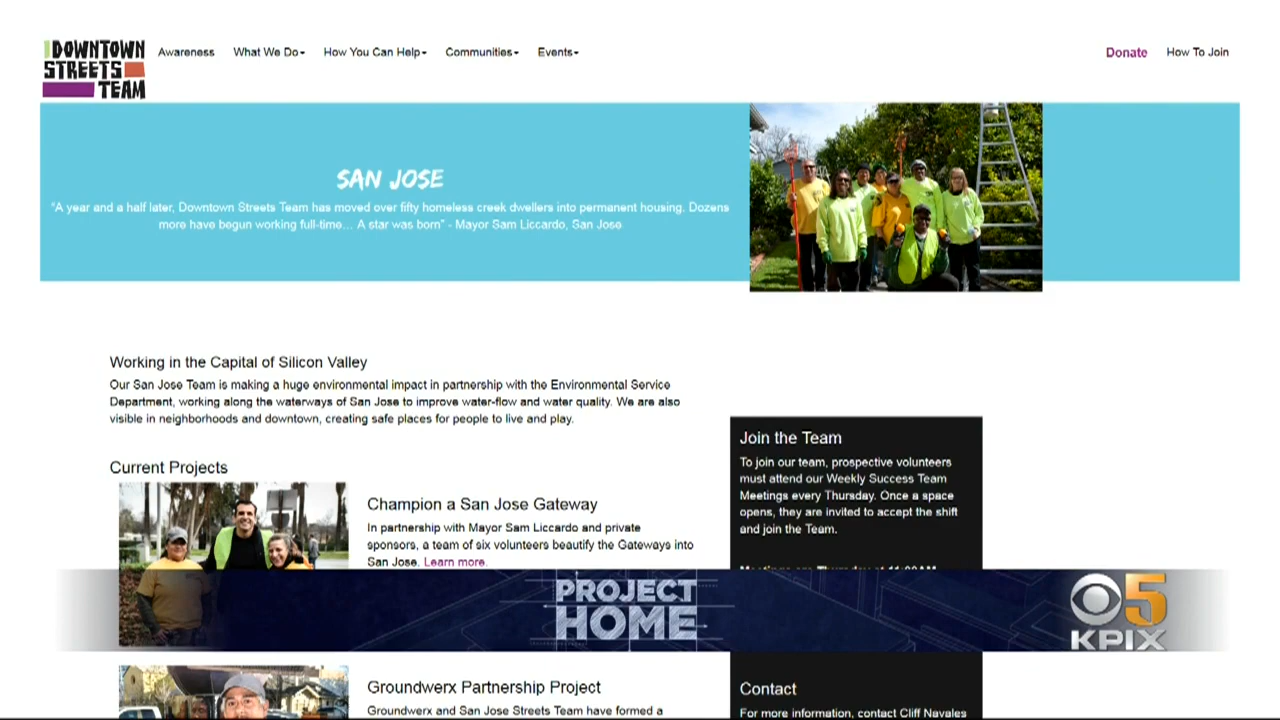 DOWNTOWN
STREETS
TEAM
Awareness
What We Do
How You Can Help
Communities
Events
Donate
How To Join
SAN JOSE
"A year and a half later, Downtown Streets Team has moved over fifty homeless creek dwellers into permanent housing. Dozens
more have begun working full-time... A star was born" - Mayor Sam Liccardo, San Jose
Working in the Capital of Silicon Valley
Our San Jose Team is making a huge environmental impact in partnership with the Environmental Service
Department, working along the waterways of San Jose to improve water-flow and water quality. We are also
visible in neighborhoods and downtown, creating safe places for people to live and play.
Current Projects
Champion a San Jose Gateway
In partnership with Mayor Sam Liccardo and private
sponsors, a team of six volunteers beautify the Gateways into
San Jose. Learn more.
Join the Team
To join our team, prospective volunteers
must attend our Weekly Success Team
Meetings every Thursday. Once a space
opens, they are invited to accept the shift
and join the Team.
PROJECT
HOME
5
KPIX
Groundwerx Partnership Project
Groundwerx and San Jose Streets Team have formed a
Contact
For more information, contact Cliff Navales